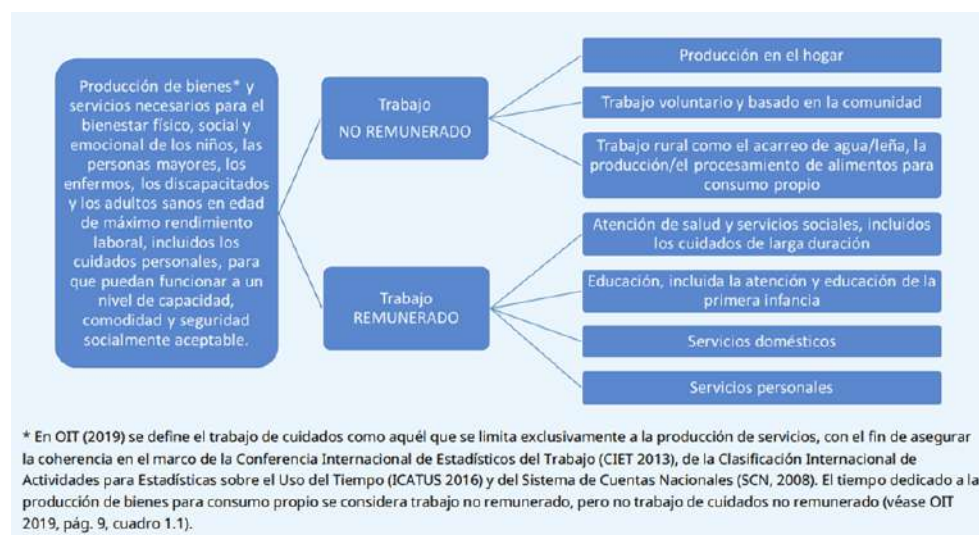 Producción de bienes* y
servicios necesarios para el
bienestar físico, social y
emocional de los niños, las
personas mayores, los
enfermos, los discapacitados
y los adultos sanos en edad
de máximo rendimiento
laboral, incluidos los
cuidados personales, para
que puedan funcionar a un
nivel de capacidad,
comodidad y seguridad
socialmente aceptable.
Trabajo
NO REMUNERADO
Producción en el hogar
Trabajo voluntario y basado en la comunidad
Trabajo rural como el acarreo de agua/leña, la
producción/el procesamiento de alimentos para
consumo propio
Trabajo
REMUNERADO
Atención de salud y servicios sociales, incluidos
los cuidados de larga duración
Educación, incluida la atención y educación de la
primera infancia
Servicios domésticos
Servicios personales
* En OIT (2019) se define el trabajo de cuidados como aquél que se limita exclusivamente a la producción de servicios, con el fin de asegurar
la coherencia en el marco de la Conferencia Internacional de Estadísticos del Trabajo (CIET 2013), de la Clasificación Internacional de
Actividades para Estadísticas sobre el Uso del Tiempo (ICATUS 2016) y del Sistema de Cuentas Nacionales (SCN, 2008). El tiempo dedicado a la
producción de bienes para consumo propio se considera trabajo no remunerado, pero no trabajo de cuidados no remunerado (véase OIT
2019, pág. 9, cuadro 1.1).